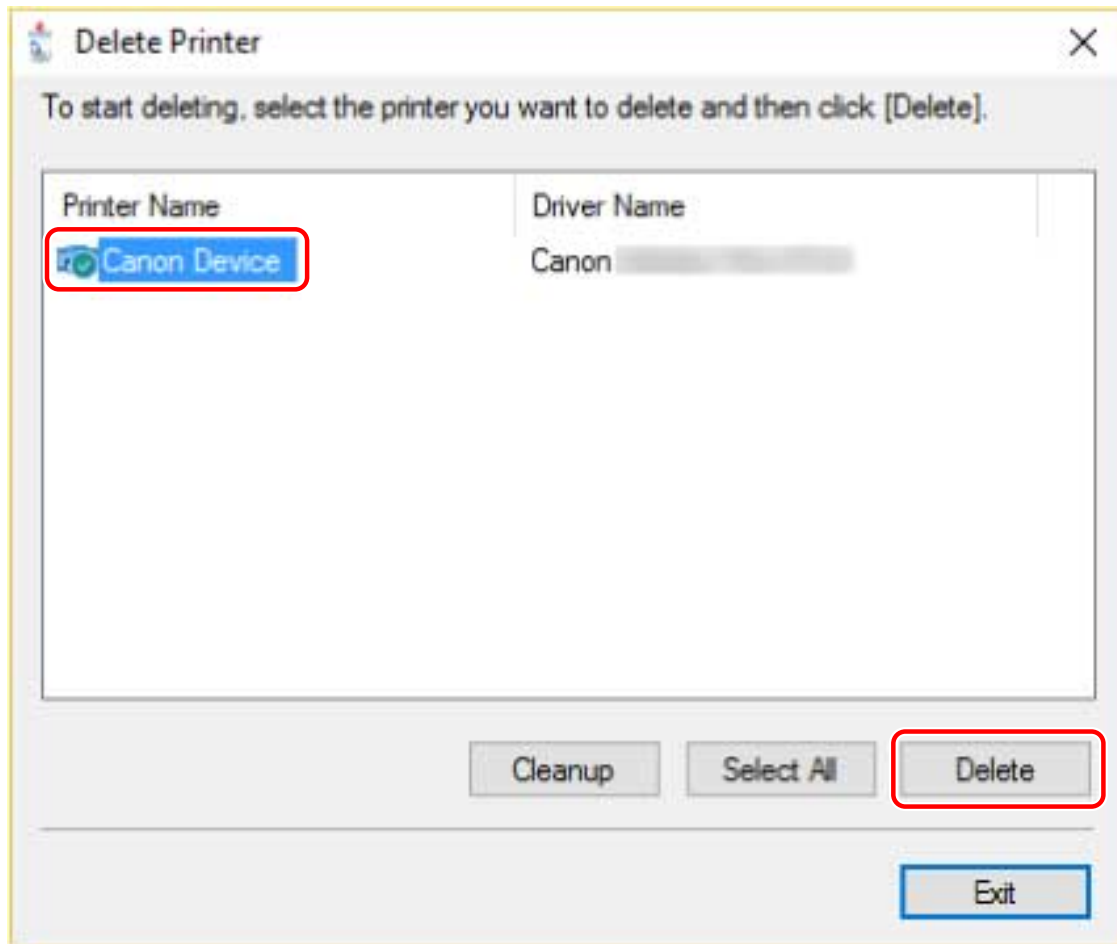 Delete Printer
To start deleting, select the printer you want to delete and then click [Delete].
Printer Name Driver Name
Canon Device Canon
Cleanup Select All Delete
Exit